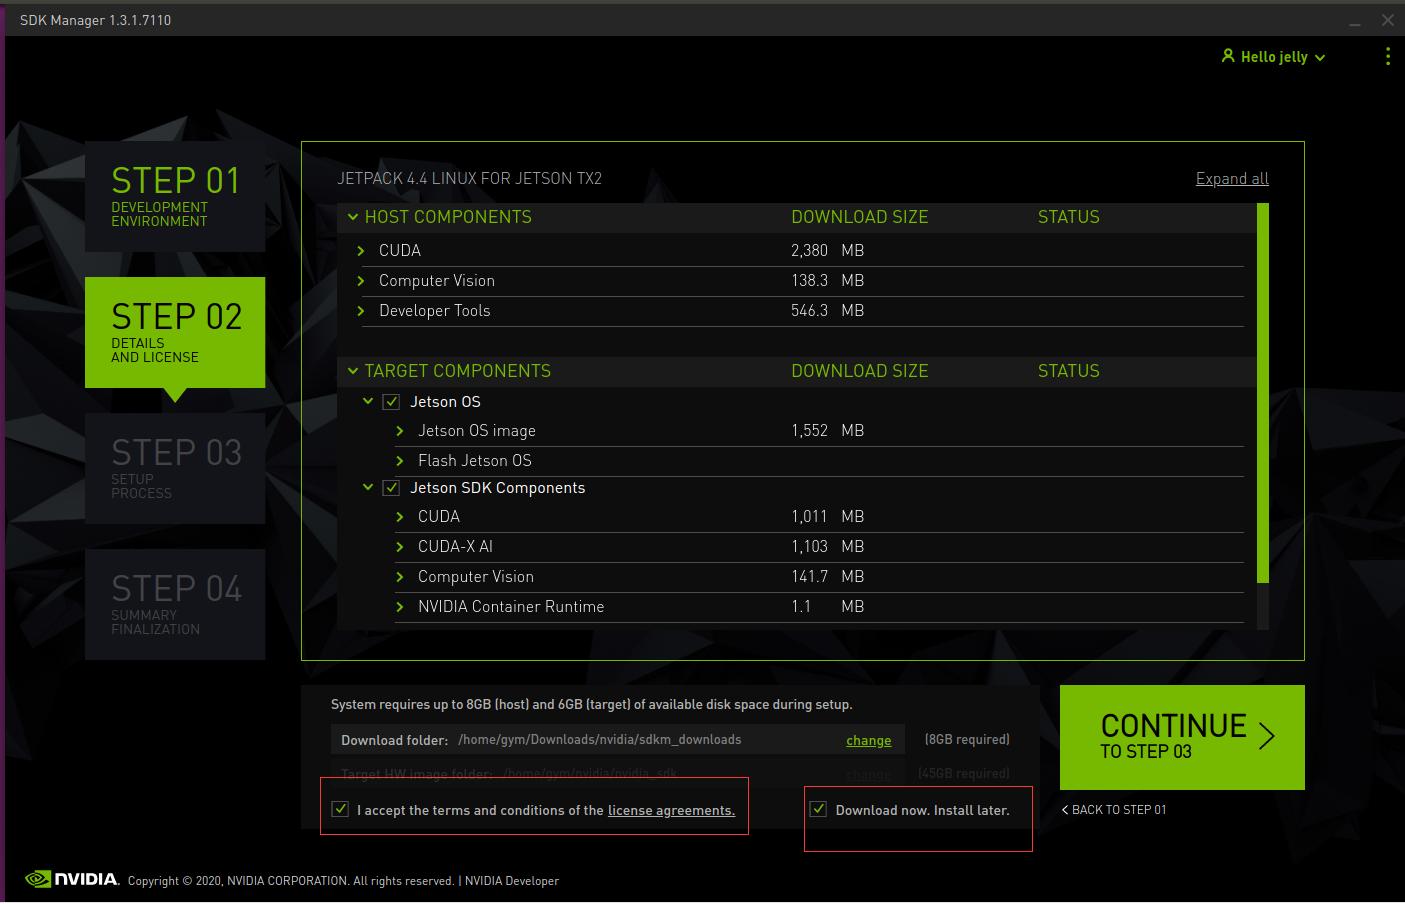 SDK Manager 1.3.1.7110
Hello jelly
STEP 01
DEVELOPMENT
ENVIRONMENT
STEP 02
DETAILS
AND LICENSE
STEP 03
SETUP
PROCESS
STEP 04
SUMMARY
FINALIZATION
JETPACK 4.4 LINUX FOR JETSON TX2 Expand all
HOST COMPONENTS DOWNLOAD SIZE STATUS
CUDA 2,380 MB
Computer Vision 138.3 MB
Developer Tools 546.3 MB
TARGET COMPONENTS DOWNLOAD SIZE STATUS
Jetson OS
Jetson OS image 1,552 MB
Flash Jetson OS
Jetson SDK Components
CUDA 1,011 MB
CUDA-X AI 1,103 MB
Computer Vision 141.7 MB
NVIDIA Container Runtime 1.1 MB
System requires up to 8GB (host) and 6GB (target) of available disk space during setup.
Download folder: /home/gym/Downloads/nvidia/sdkm_downloads change (8GB required)
Target HW image folder: /home/gym/nvidia/nvidia_sdk change (45GB required)
I accept the terms and conditions of the license agreements. Download now. Install later.
CONTINUE
TO STEP 03
BACK TO STEP 01
NVIDIA. Copyright © 2020, NVIDIA CORPORATION. All rights reserved. | NVIDIA Developer